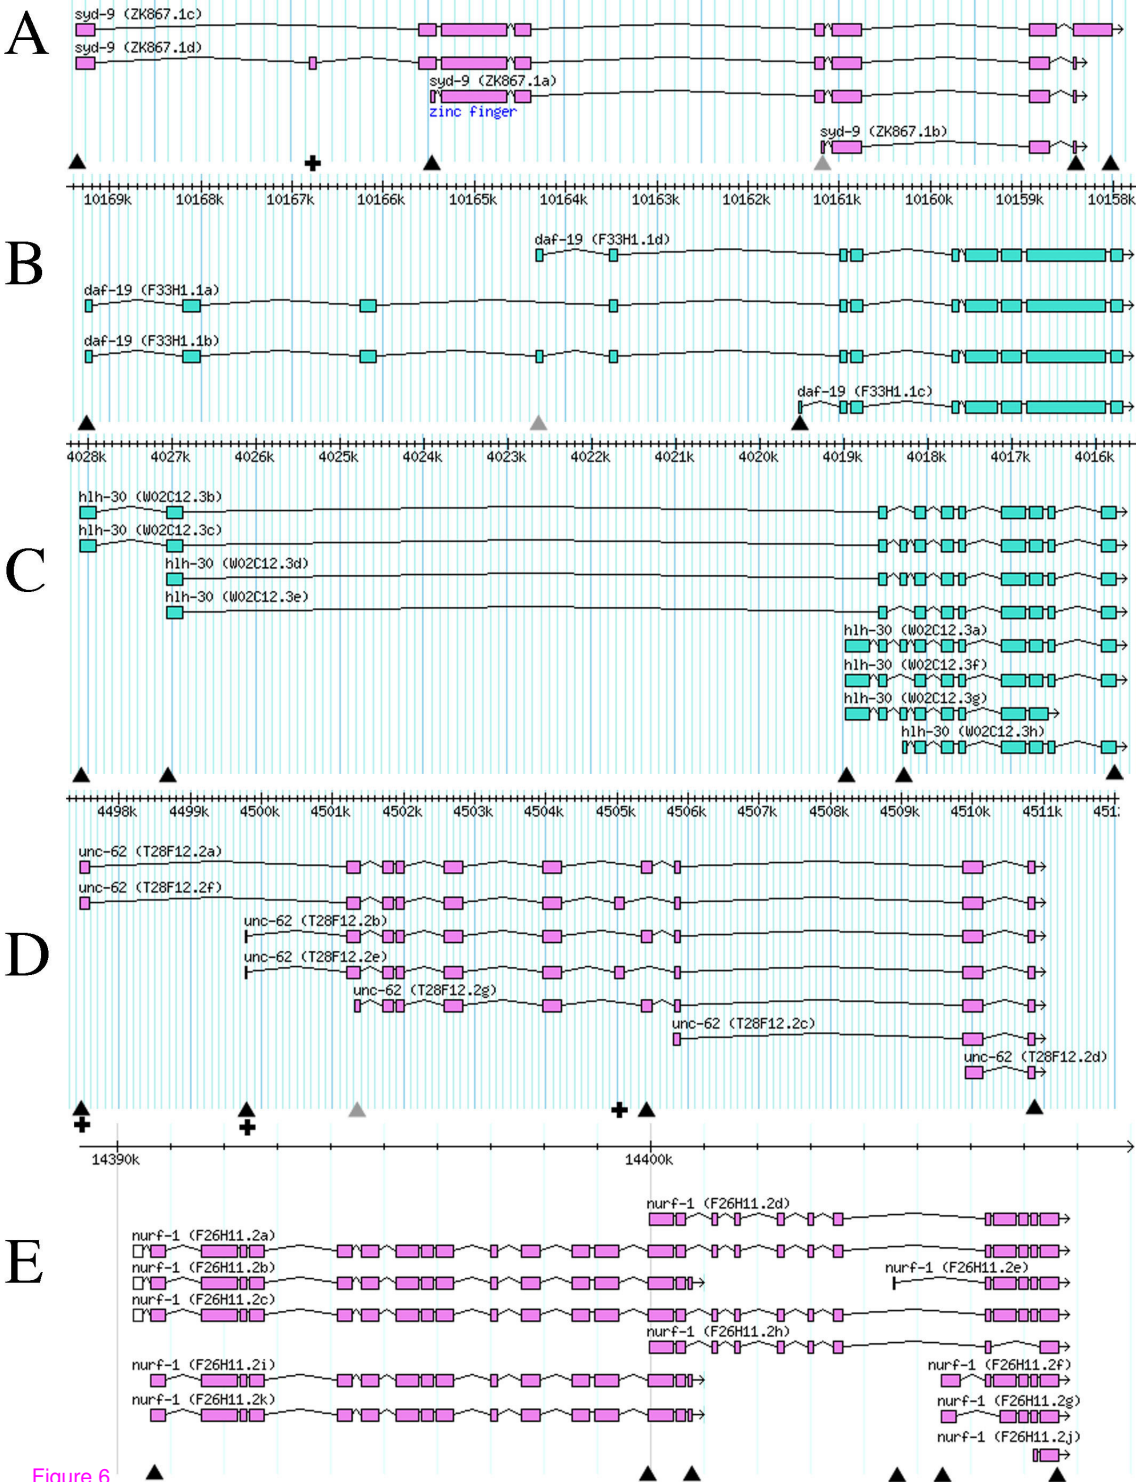 A
syd-9 (ZK867.1c)
syd-9 (ZK867.1d)
syd-9 (ZK867.1a)
zinc finger
syd-9 (ZK867.1b)
10169k 10168k 10167k 10166k 10165k 10164k 10163k 10162k 10161k 10160k 10159k 10158k
B
daf-19 (F33H1.1d)
daf-19 (F33H1.1a)
daf-19 (F33H1.1b)
daf-19 (F33H1.1c)
4028k 4027k 4026k 4025k 4024k 4023k 4022k 4021k 4020k 4019k 4018k 4017k 4016k
C
hlh-30 (W02C12.3b)
hlh-30 (W02C12.3c)
hlh-30 (W02C12.3d)
hlh-30 (W02C12.3e)
hlh-30 (W02C12.3a)
hlh-30 (W02C12.3f)
hlh-30 (W02C12.3g)
hlh-30 (W02C12.3h)
4498k 4499k 4500k 4501k 4502k 4503k 4504k 4505k 4506k 4507k 4508k 4509k 4510k 4511k
D
unc-62 (T28F12.2a)
unc-62 (T28F12.2f)
unc-62 (T28F12.2b)
unc-62 (T28F12.2e)
unc-62 (T28F12.2g)
unc-62 (T28F12.2c)
unc-62 (T28F12.2d)
14390k 14400k
E
nurf-1 (F26H11.2d)
nurf-1 (F26H11.2a)
nurf-1 (F26H11.2b)
nurf-1 (F26H11.2e)
nurf-1 (F26H11.2c)
nurf-1 (F26H11.2h)
nurf-1 (F26H11.2i)
nurf-1 (F26H11.2f)
nurf-1 (F26H11.2k)
nurf-1 (F26H11.2g)
nurf-1 (F26H11.2j)
Figure 6